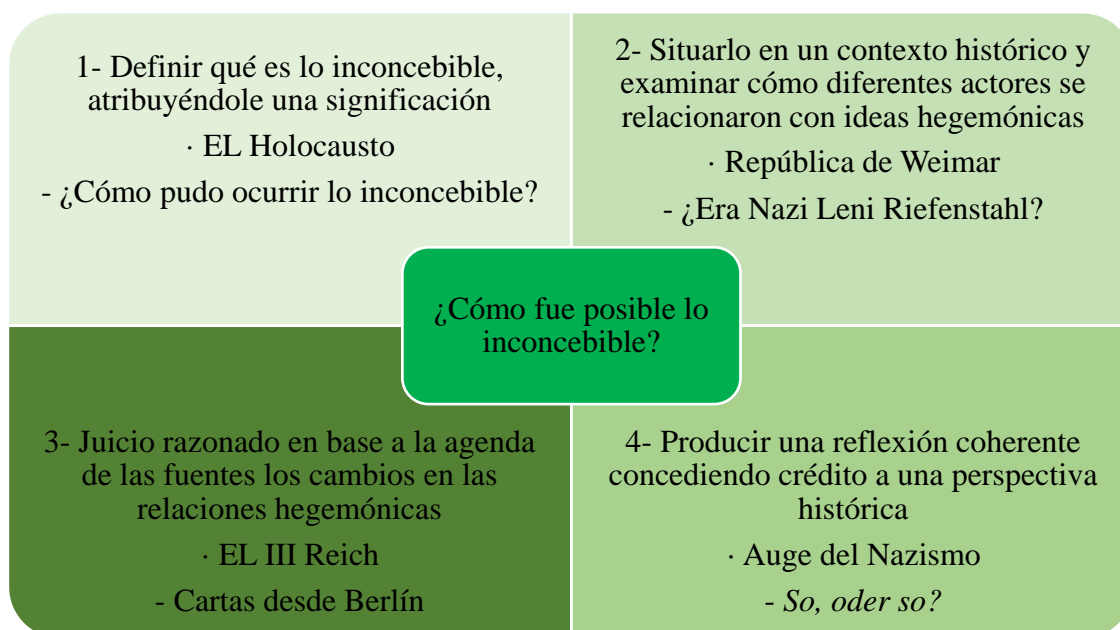 1- Definir qué es lo inconcebible,
atribuyéndole una significación
· EL Holocausto
- ¿Cómo pudo ocurrir lo inconcebible?
2- Situarlo en un contexto histórico y
examinar cómo diferentes actores se
relacionaron con ideas hegemónicas
· República de Weimar
- ¿Era Nazi Leni Riefenstahl?
¿Cómo fue posible lo
inconcebible?
3- Juicio razonado en base a la agenda
de las fuentes los cambios en las
relaciones hegemónicas
· EL III Reich
- Cartas desde Berlín
4- Producir una reflexión coherente
concediendo crédito a una perspectiva
histórica
· Auge del Nazismo
- So, oder so?